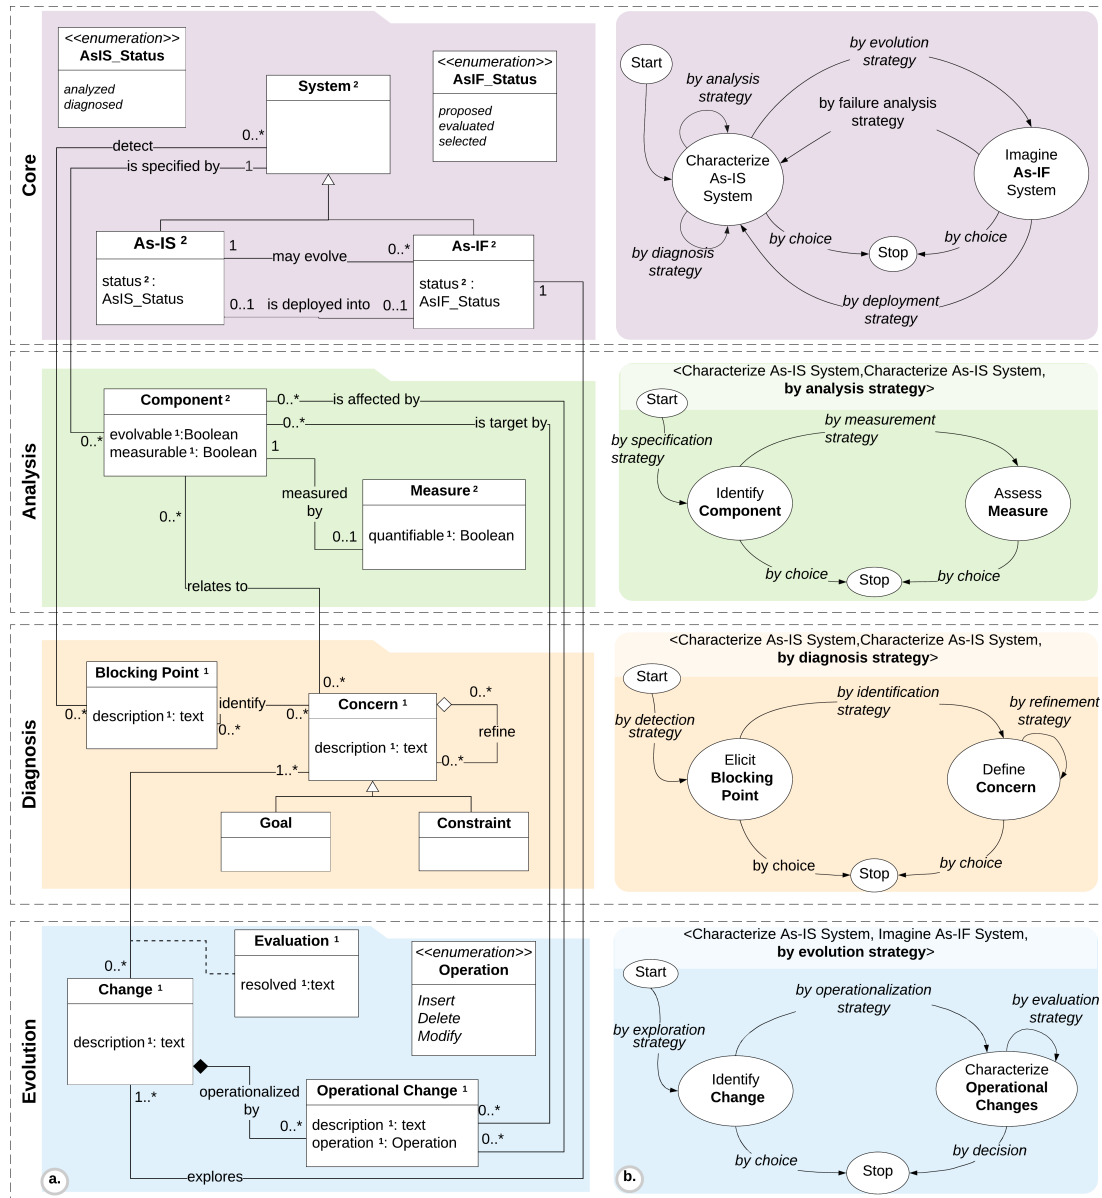 Core
<<enumeration>>
AsIS_Status
analyzed
diagnosed
System ²
<<enumeration>>
AsIF_Status
proposed
evaluated
selected
detect
0..*
is specified by
1
As-IS ²
status ² :
AsIS_Status
1
may evolve
0..*
0..1
is deployed into
0..1
As-IF ²
status ² :
AsIF_Status
1
Start
by analysis
strategy
by evolution
strategy
by failure analysis
strategy
Characterize
As-IS
System
Imagine
As-IF
System
by diagnosis
strategy
by choice
Stop
by choice
by deployment
strategy
Analysis
Component ²
evolvable ¹:Boolean
measurable ¹: Boolean
0..*
0..*
is affected by
0..*
is target by
1
measured
by
0..1
Measure ²
quantifiable ¹: Boolean
0..*
relates to
<Characterize As-IS System,Characterize As-IS System,
by analysis strategy>
Start
by specification
strategy
by measurement
strategy
Identify
Component
Assess
Measure
by choice
Stop
by choice
Diagnosis
Blocking Point ¹
description ¹: text
0..*
identify
0..*
0..*
0..*
Concern ¹
description ¹: text
0..*
refine
0..*
1..*
Goal
Constraint
<Characterize As-IS System,Characterize As-IS System,
by diagnosis strategy>
Start
by detection
strategy
by identification
strategy
by refinement
strategy
Elicit
Blocking
Point
Define
Concern
by choice
Stop
by choice
Evolution
Evaluation ¹
resolved ¹:text
<<enumeration>>
Operation
Insert
Delete
Modify
0..*
Change ¹
description ¹: text
1..*
operationalized
by
0..*
Operational Change ¹
description ¹: text
operation ¹: Operation
0..*
0..*
explores
a.
<Characterize As-IS System, Imagine As-IF System,
by evolution strategy>
Start
by exploration
strategy
by operationalization
strategy
by evaluation
strategy
Identify
Change
Characterize
Operational
Changes
by choice
Stop
by decision
b.